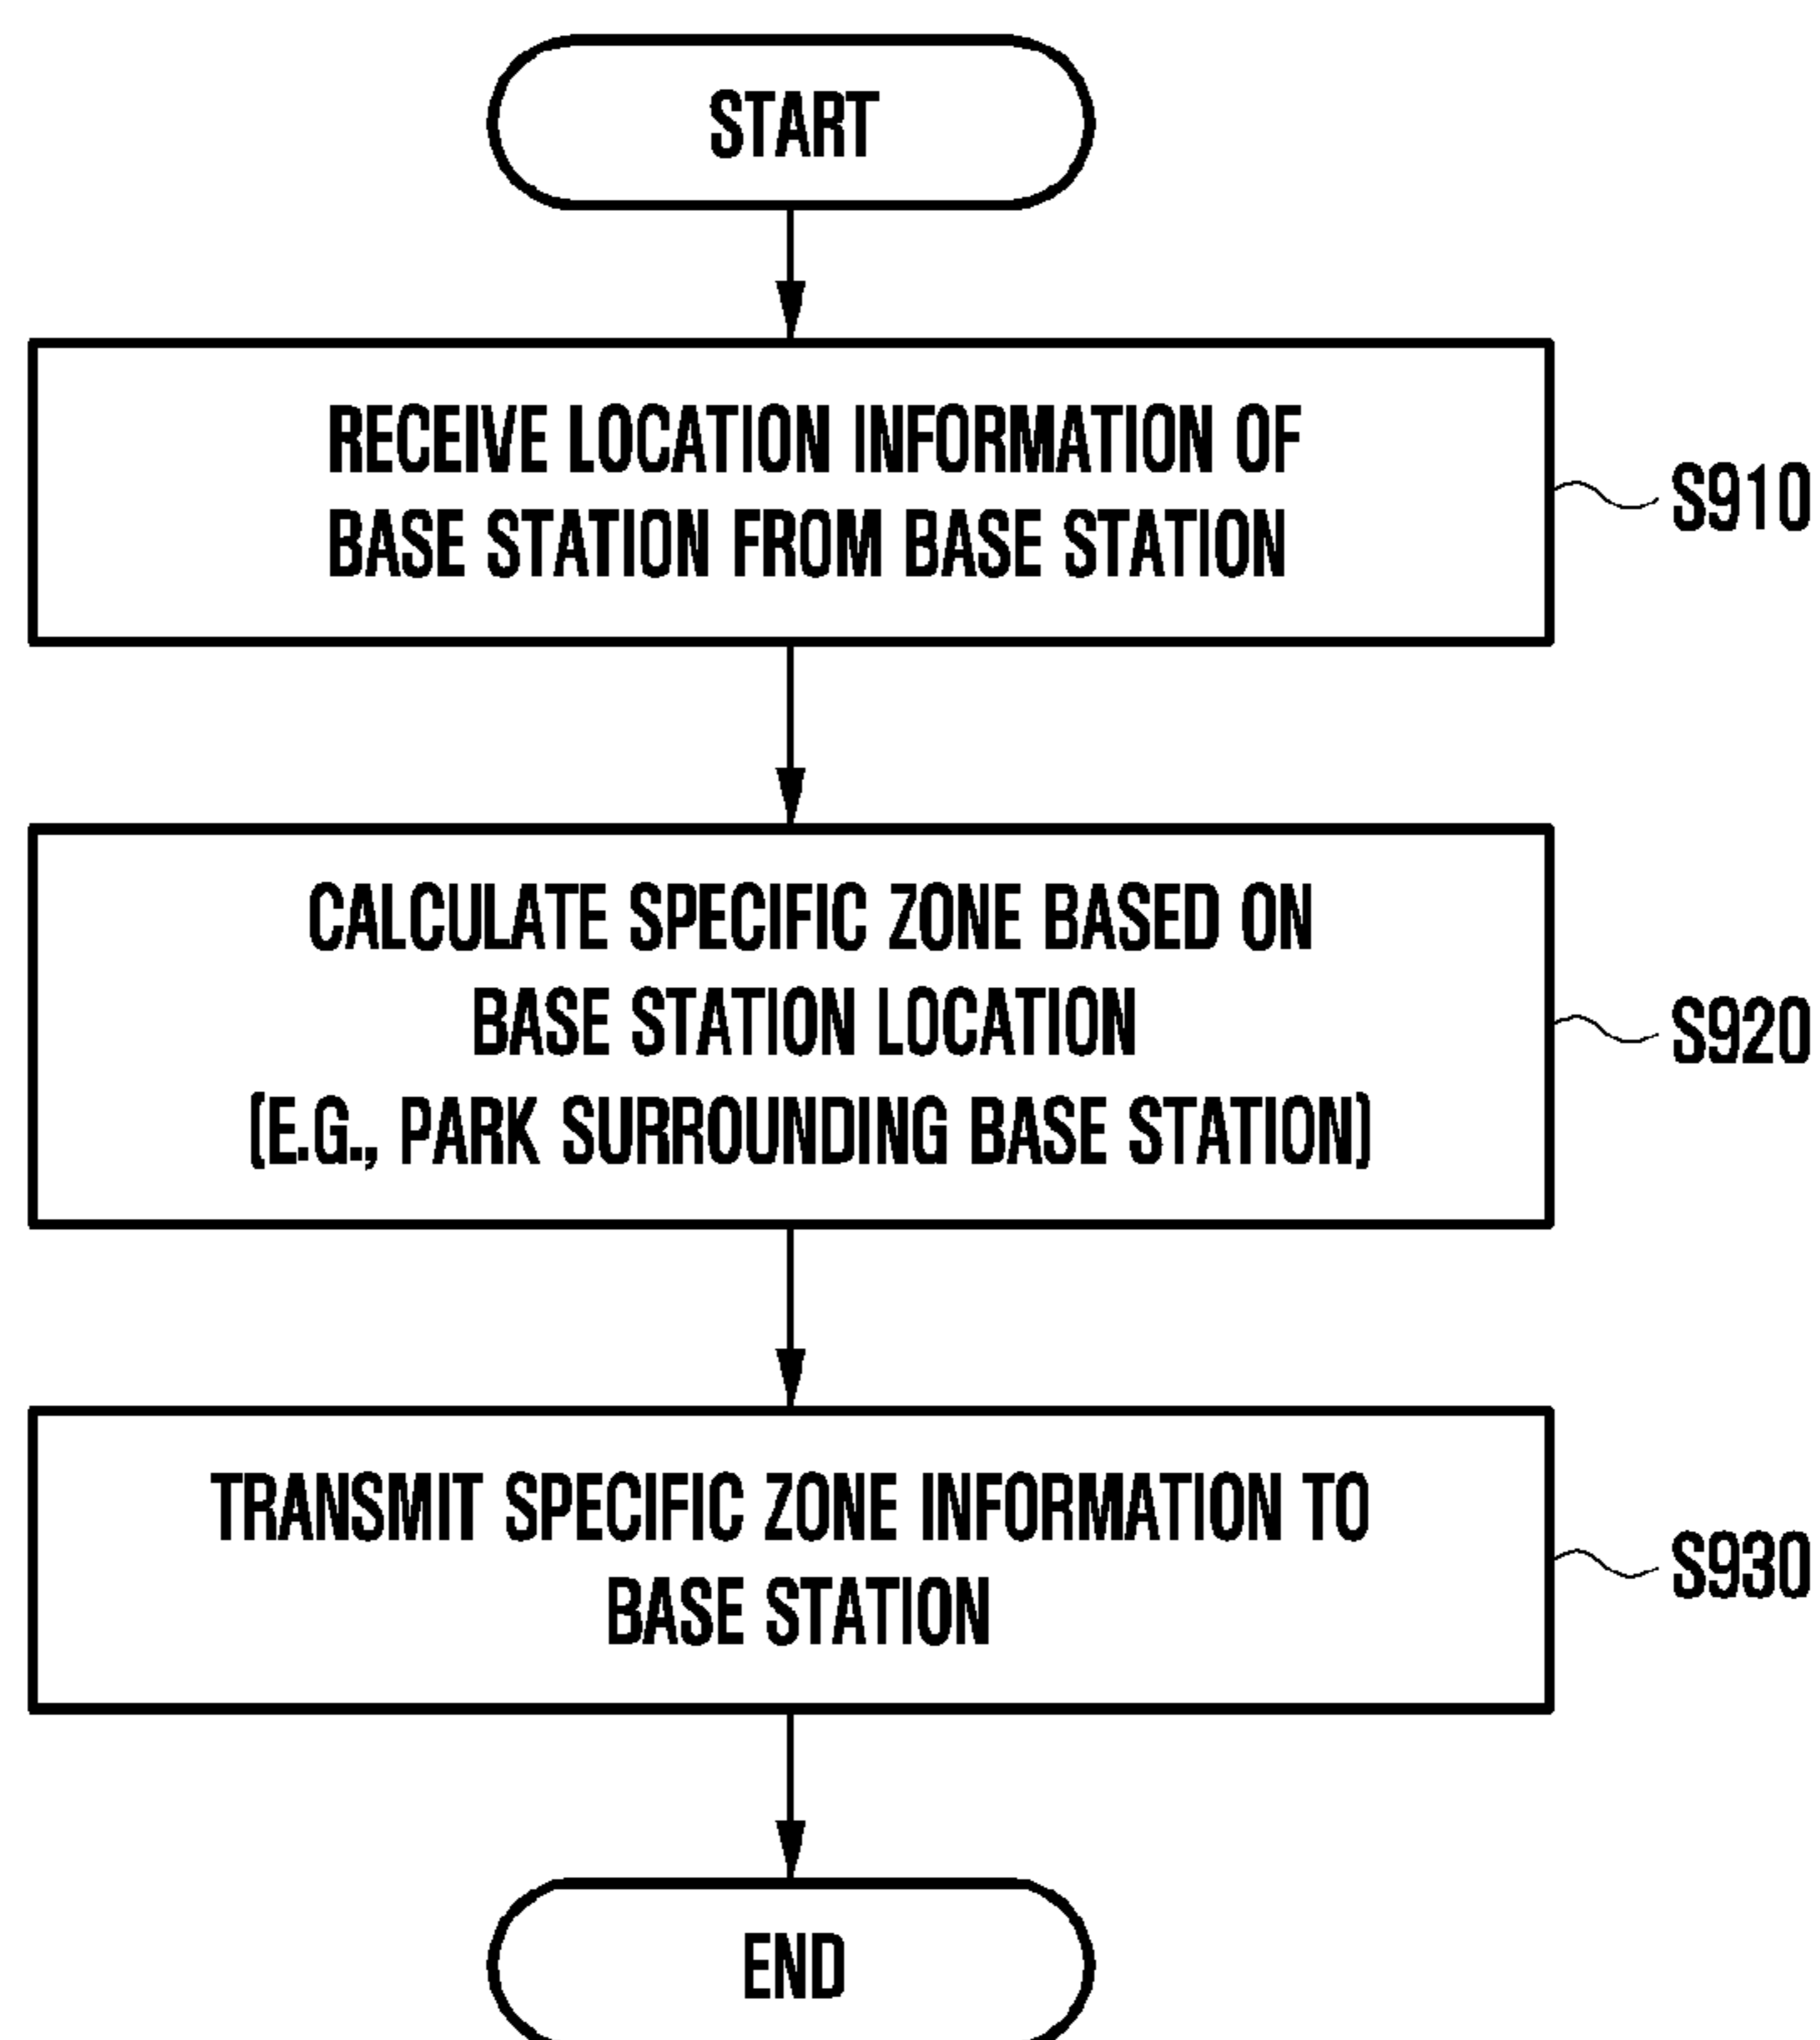 START
RECEIVE LOCATION INFORMATION OF
BASE STATION FROM BASE STATION
S910
CALCULATE SPECIFIC ZONE BASED ON
BASE STATION LOCATION
(E.G., PARK SURROUNDING BASE STATION)
S920
TRANSMIT SPECIFIC ZONE INFORMATION TO
BASE STATION
S930
END